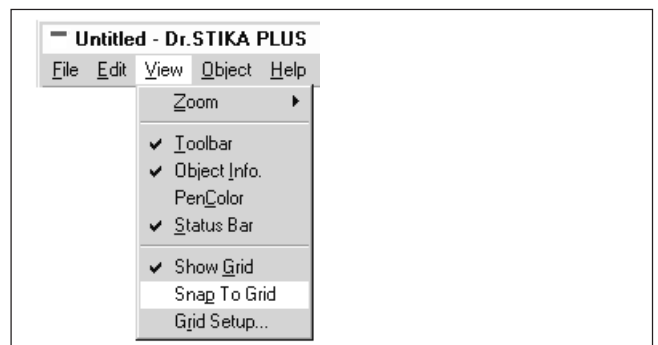 Untitled - Dr.STIKA PLUS
File Edit View Object Help
Zoom
Toolbar
Object Info.
PenColor
Status Bar
Show Grid
Snap To Grid
Grid Setup...